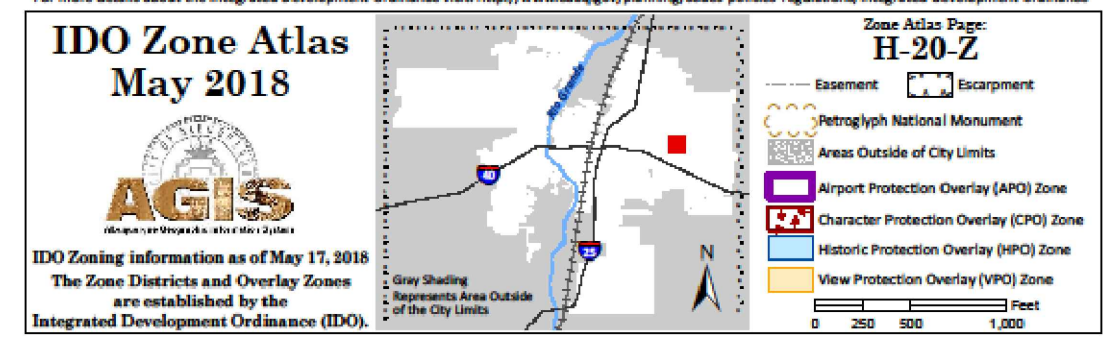 IDO Zone Atlas
May 2018
AGIS
IDO Zoning information as of May 17, 2018
The Zone Districts and Overlay Zones
are established by the
Integrated Development Ordinance (IDO).
Rio Grande
40
25
N
Gray Shading
Represents Area Outside
of the City Limits
Zone Atlas Page:
H-20-Z
Easement
Escarpment
Petroglyph National Monument
Areas Outside of City Limits
Airport Protection Overlay (APO) Zone
Character Protection Overlay (CPO) Zone
Historic Protection Overlay (HPO) Zone
View Protection Overlay (VPO) Zone
Feet
0 250 500 1,000